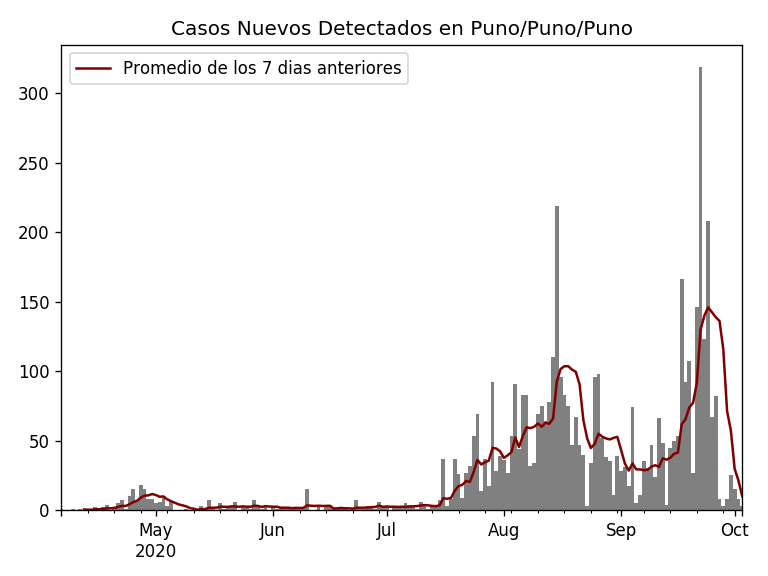 Casos Nuevos Detectados en Puno/Puno/Puno
Promedio de los 7 dias anteriores
300
250
200
150
100
50
0
May Jun Jul Aug Sep Oct
2020